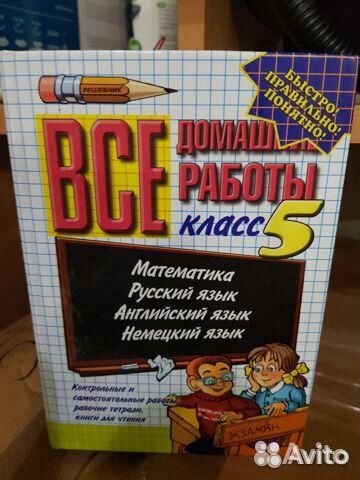 РЕШЕБНИК
БЫСТРО!
ПРАВИЛЬНО!
ПОНЯТНО!
ВСЕ
ДОМАШНИЕ
РАБОТЫ
КЛАСС 5
Математика
Русский язык
Английский язык
Немецкий язык
Контрольные и
самостоятельные работы,
рабочие тетради,
книги для чтения
ЭКЗАМЕН
Avito